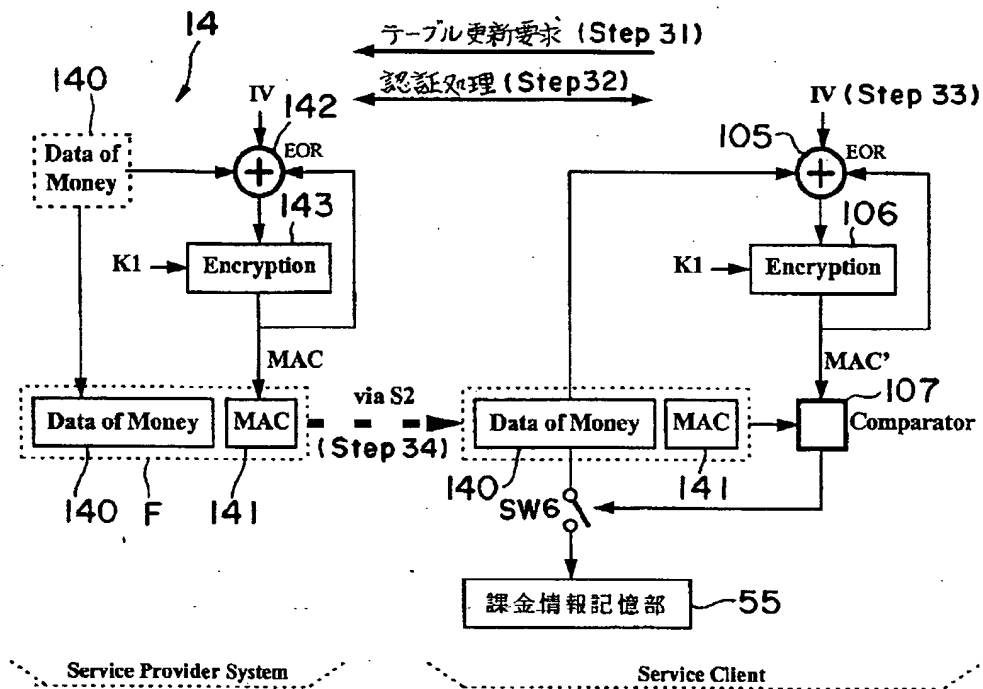 14
テーブル更新要求 (Step 31)
認証処理 (Step32)
140
IV
142
IV (Step 33)
105
Data of
Money
EOR
EOR
143
106
K1
Encryption
K1
Encryption
MAC
MAC'
107
Comparator
Data of Money
MAC
via S2
(Step 34)
Data of Money
MAC
140
F
141
140
141
SW6
課金情報記憶部
55
Service Provider System
Service Client